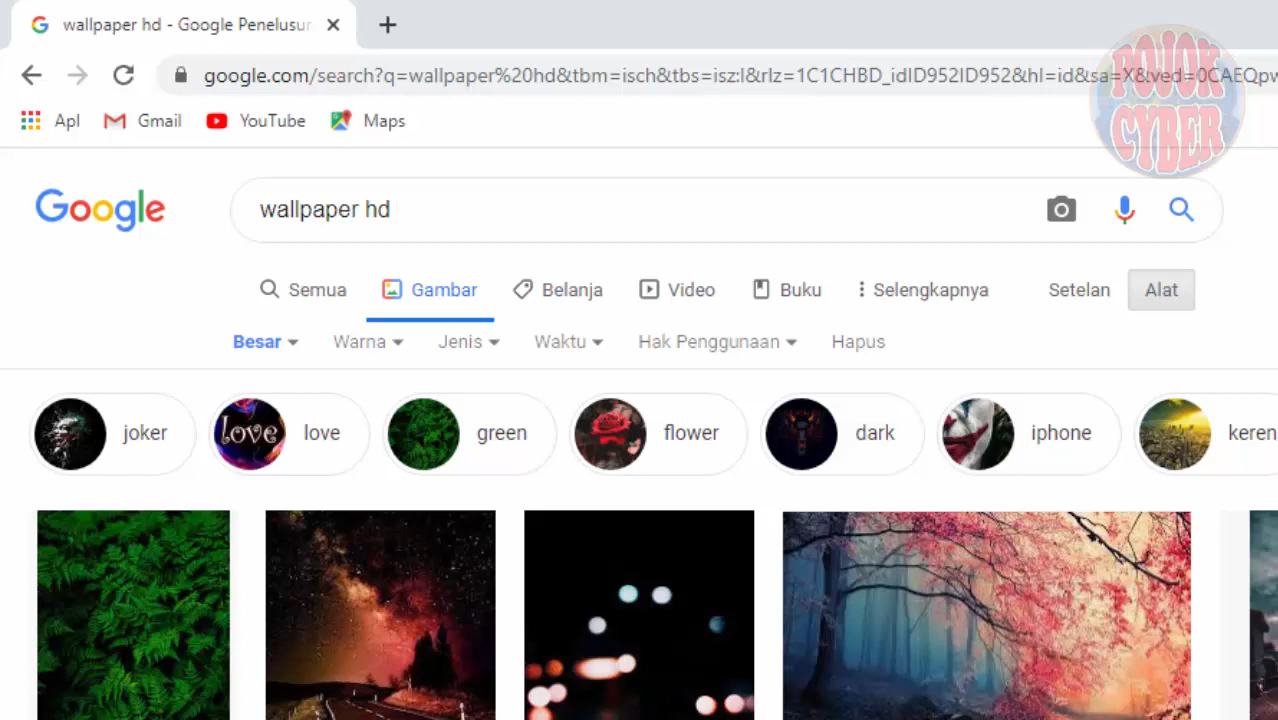 wallpaper hd - Google Penelusur
google.com/search?q=wallpaper%20hd&tbm=isch&tbs=isz:l&rlz=1C1CHBD_idID952ID952&hl=id&sa=X&ved=0CAEQpw
POJOK
CYBER
Apl Gmail YouTube Maps
Google wallpaper hd
Semua Gambar Belanja Video Buku Selengkapnya Setelan Alat
Besar Warna Jenis Waktu Hak Penggunaan Hapus
joker love green flower dark iphone keren
love